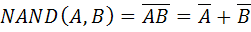 NAND(A, B) = \overline{AB} = \overline{A} + \overline{B}